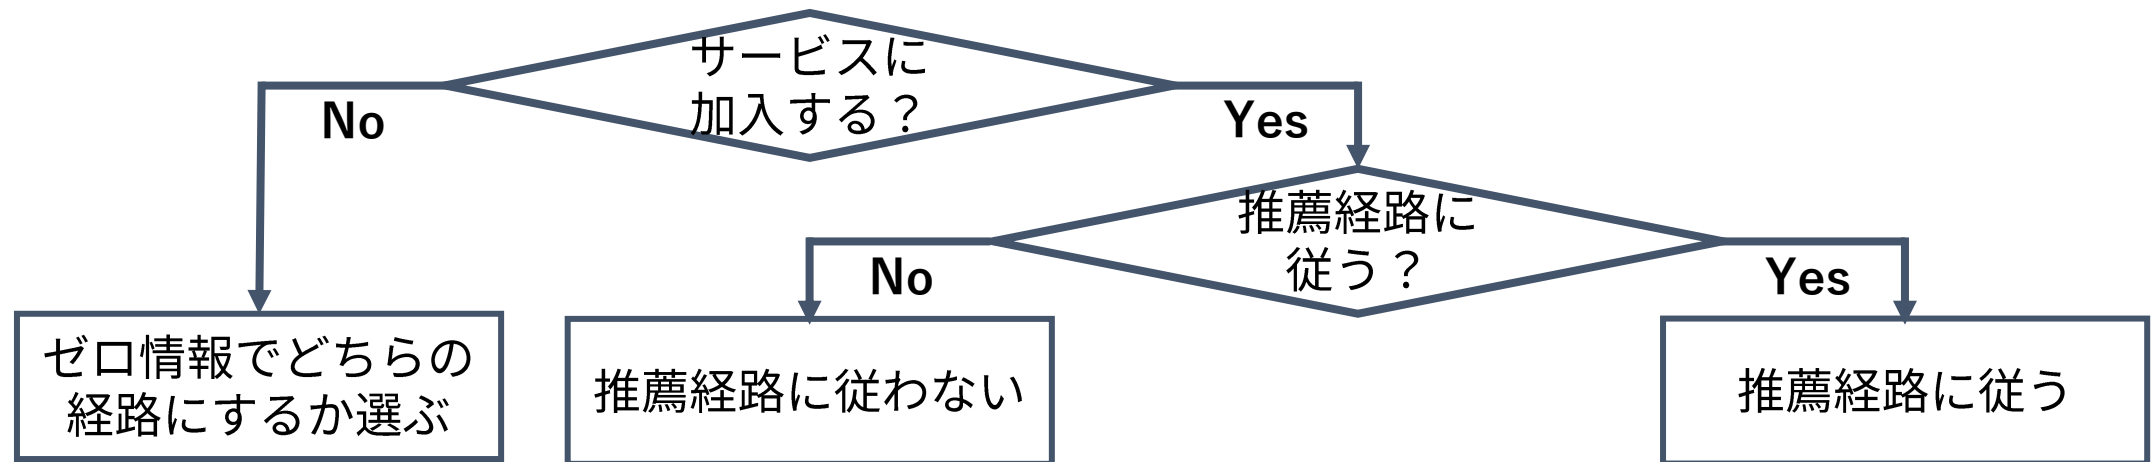 サービスに
加入する？
No
Yes
推薦経路に
従う？
No
Yes
ゼロ情報でどちらの
経路にするか選ぶ
推薦経路に従わない
推薦経路に従う